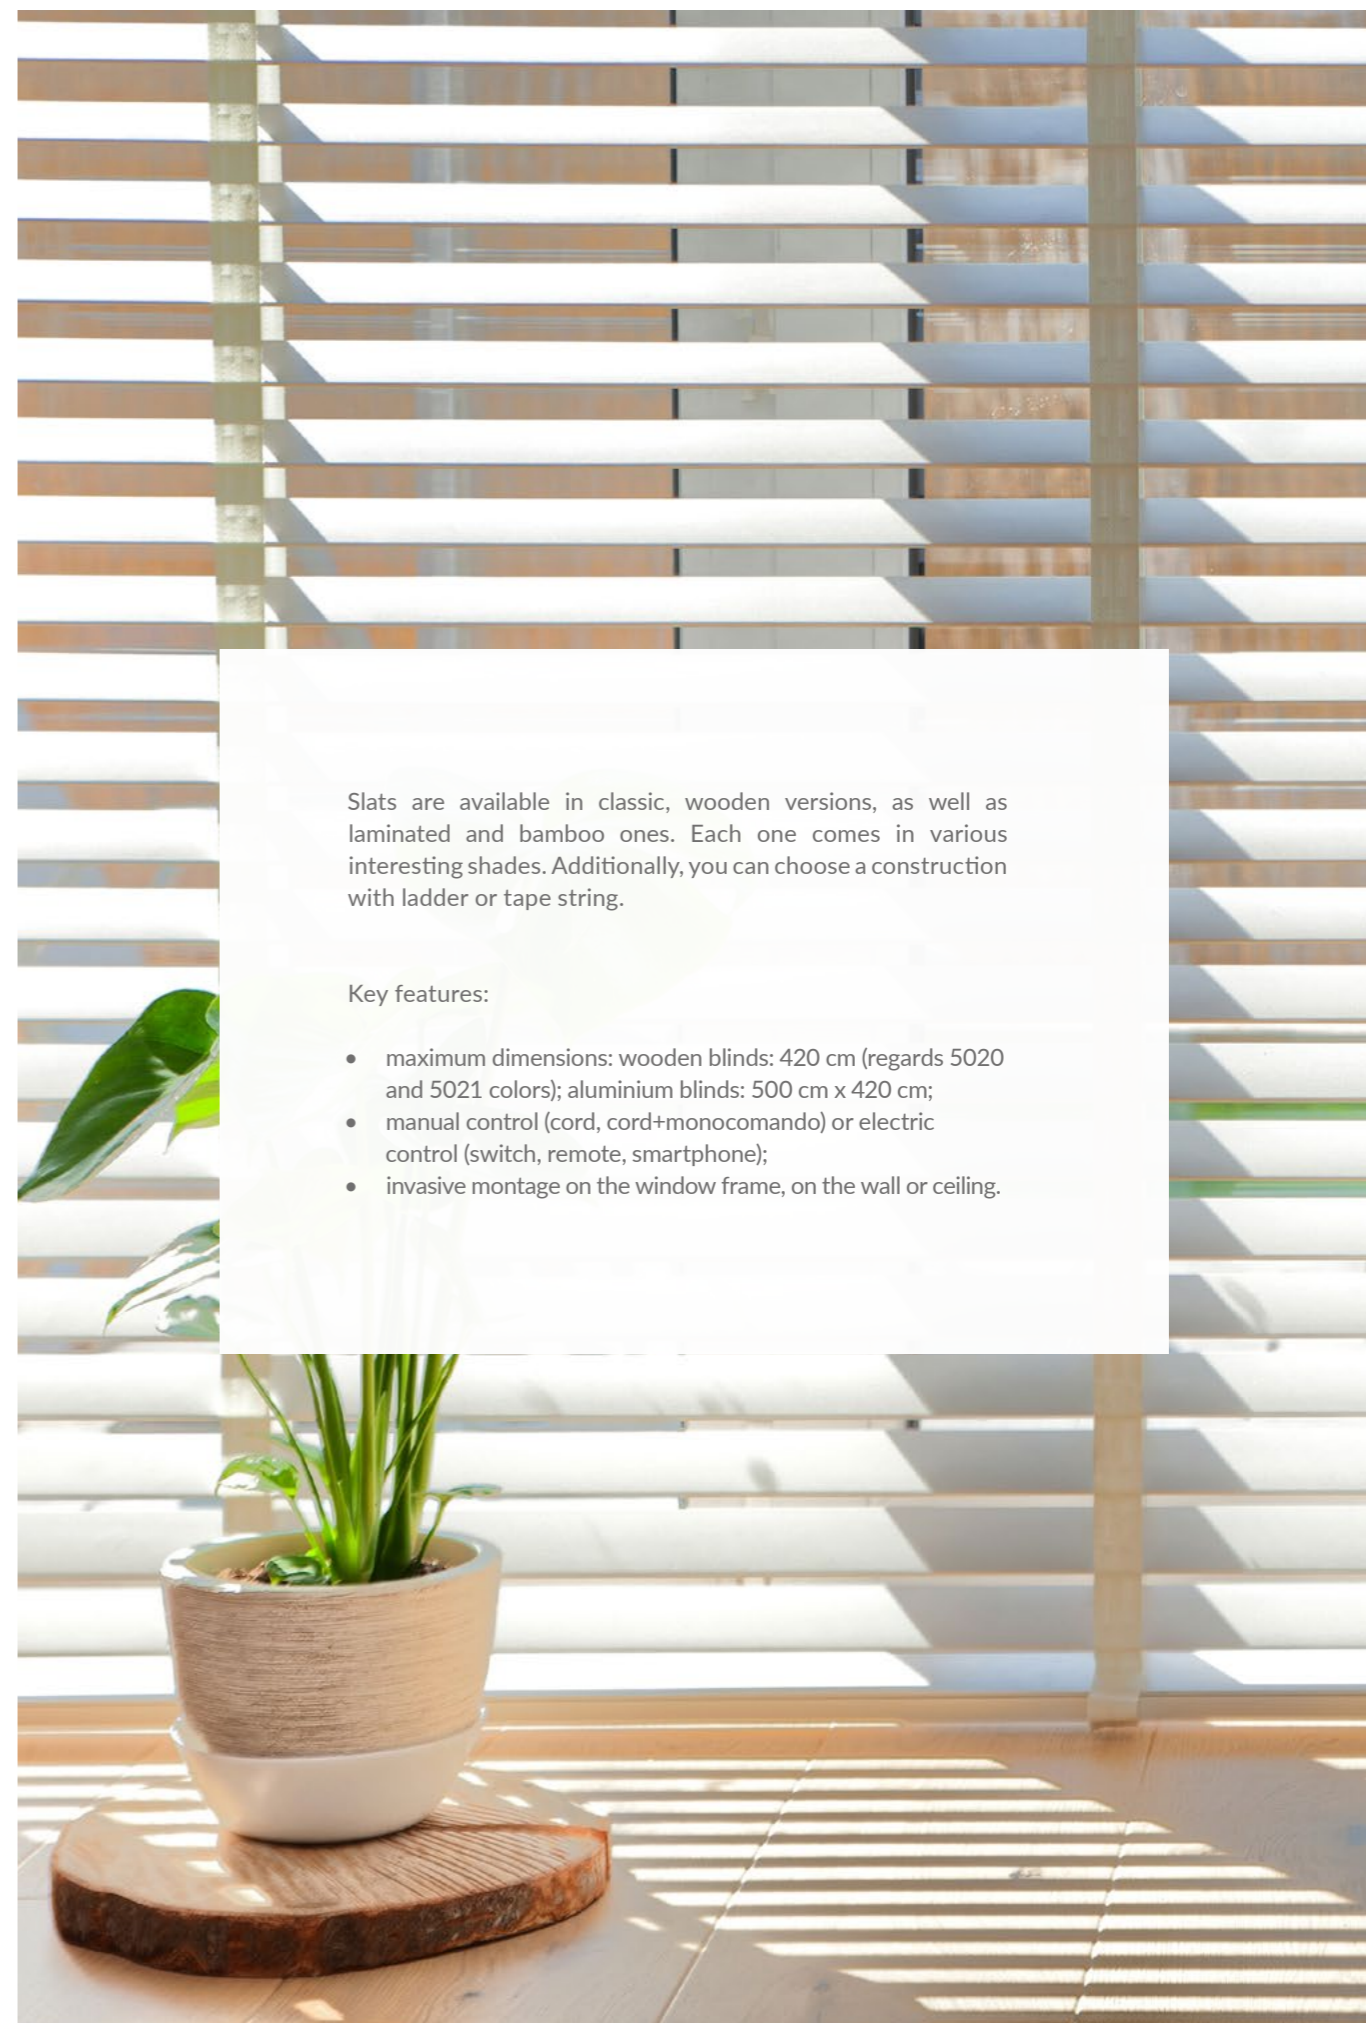 Slats are available in classic, wooden versions, as well as
laminated and bamboo ones. Each one comes in various
interesting shades. Additionally, you can choose a construction
with ladder or tape string.
Key features:
• maximum dimensions: wooden blinds: 420 cm (regards 5020
and 5021 colors); aluminium blinds: 500 cm x 420 cm;
• manual control (cord, cord+monocomando) or electric
control (switch, remote, smartphone);
• invasive montage on the window frame, on the wall or ceiling.